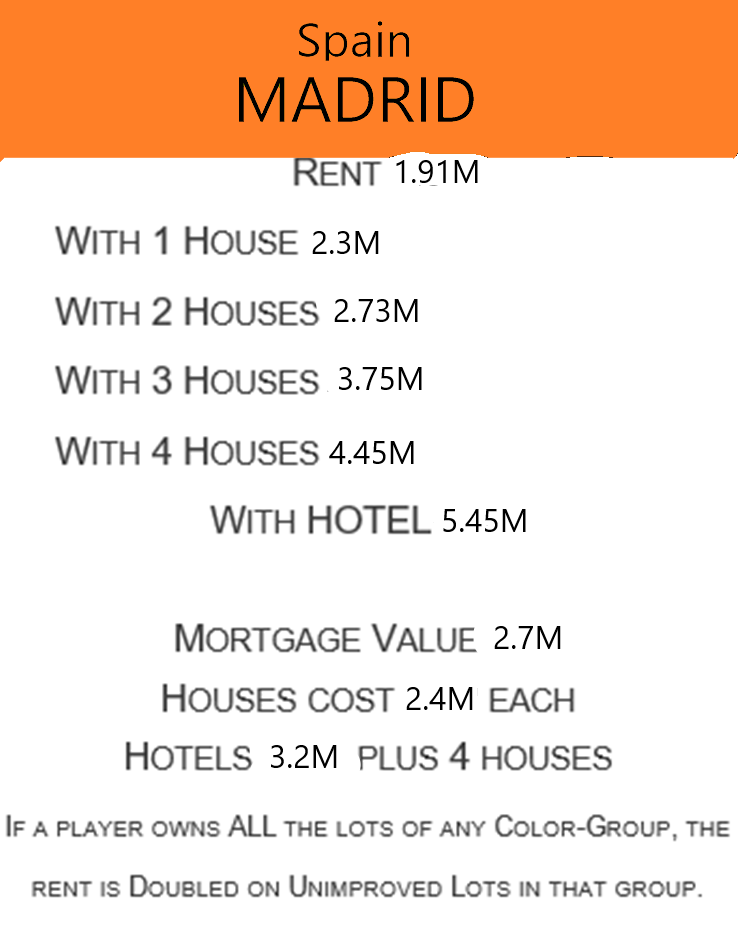 Spain
MADRID
RENT 1.91M
WITH 1 HOUSE 2.3M
WITH 2 HOUSES 2.73M
WITH 3 HOUSES 3.75M
WITH 4 HOUSES 4.45M
WITH HOTEL 5.45M
MORTGAGE VALUE 2.7M
HOUSES COST 2.4M EACH
HOTELS 3.2M PLUS 4 HOUSES
IF A PLAYER OWNS ALL THE LOTS OF ANY COLOR-GROUP, THE
RENT IS DOUBLED ON UNIMPROVED LOTS IN THAT GROUP.